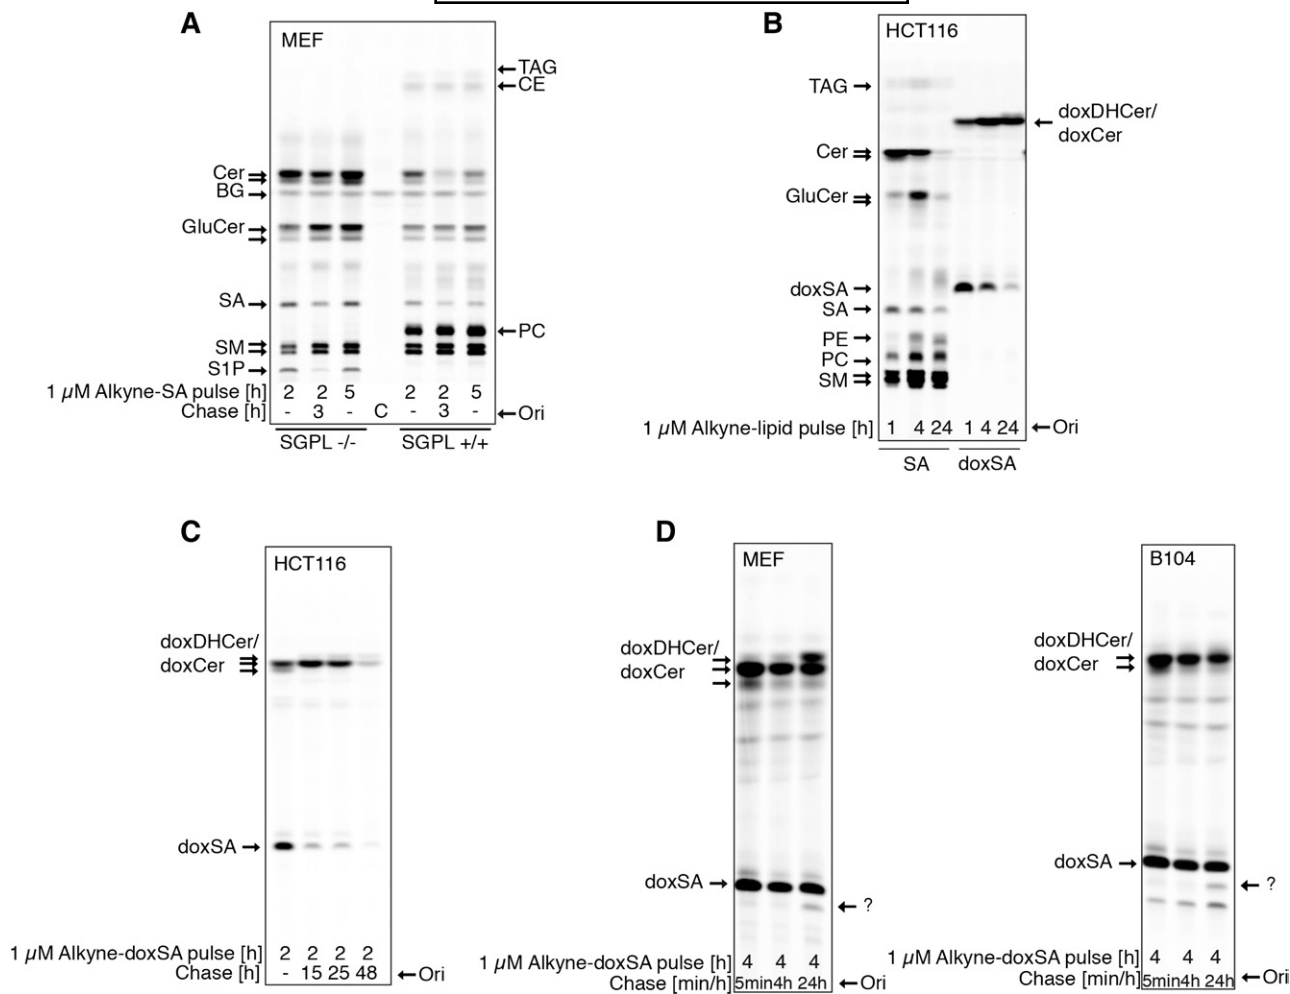 A
MEF
←TAG
←CE
Cer
BG
GluCer
SA
SM
S1P
←PC
1 µM Alkyne-SA pulse [h] 2 2 5 2 2 5
Chase [h] - 3 - C - 3 - ←Ori
SGPL -/- SGPL +/+
B
HCT116
TAG →
doxDHCer/
← doxCer
Cer
GluCer
doxSA →
SA →
PE →
PC →
SM
1 µM Alkyne-lipid pulse [h] 1 4 24 1 4 24 ←Ori
SA doxSA
C
HCT116
doxDHCer/
doxCer
doxSA →
1 µM Alkyne-doxSA pulse [h] 2 2 2 2
Chase [h] - 15 25 48 ←Ori
D
MEF
doxDHCer/
doxCer
doxSA →
← ?
1 µM Alkyne-doxSA pulse [h] 4 4 4
Chase [min/h] 5min4h 24h ←Ori
B104
doxDHCer/
doxCer
doxSA →
← ?
1 µM Alkyne-doxSA pulse [h] 4 4 4
Chase [min/h] 5min4h 24h ←Ori